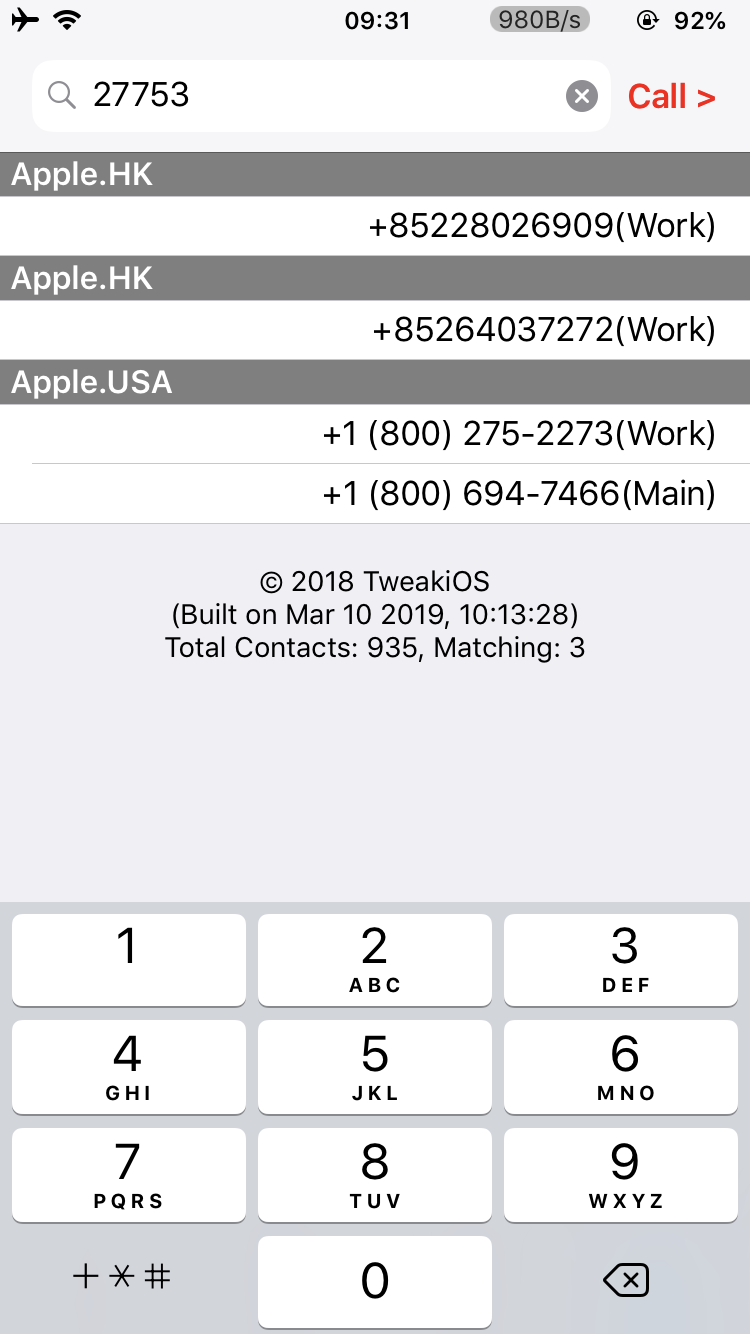 09:31 980B/s 92%
27753 Call >
Apple.HK
+85228026909(Work)
Apple.HK
+85264037272(Work)
Apple.USA
+1 (800) 275-2273(Work)
+1 (800) 694-7466(Main)
© 2018 TweakiOS
(Built on Mar 10 2019, 10:13:28)
Total Contacts: 935, Matching: 3
1 2 3
ABC DEF
4 5 6
GHI JKL MNO
7 8 9
PQRS TUV WXYZ
+*# 0